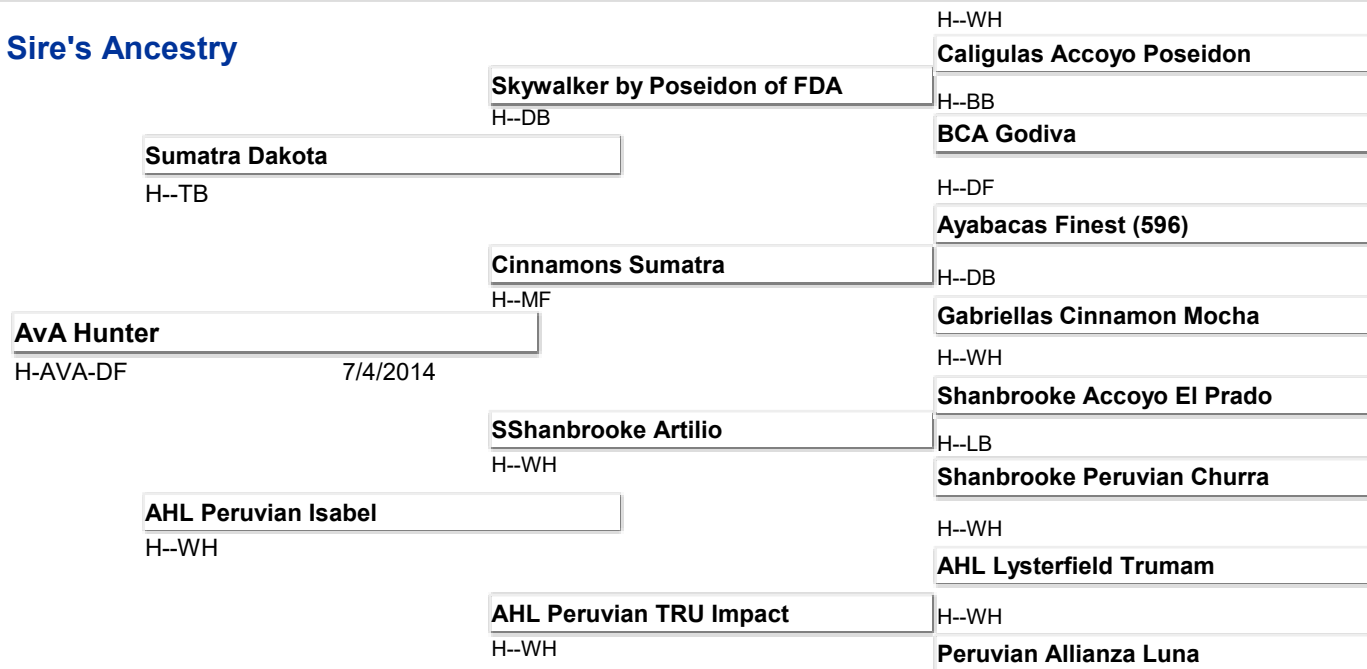 H--WH
Sire's Ancestry
Caligulas Accoyo Poseidon
Skywalker by Poseidon of FDA
H--BB
H--DB
BCA Godiva
Sumatra Dakota
H--TB
H--DF
Ayabacas Finest (596)
Cinnamons Sumatra
H--DB
H--MF
Gabriellas Cinnamon Mocha
AvA Hunter
H-AVA-DF 7/4/2014
H--WH
Shanbrooke Accoyo El Prado
SShanbrooke Artilio
H--LB
H--WH
Shanbrooke Peruvian Churra
AHL Peruvian Isabel
H--WH
H--WH
AHL Lysterfield Trumam
AHL Peruvian TRU Impact
H--WH
H--WH
Peruvian Allianza Luna